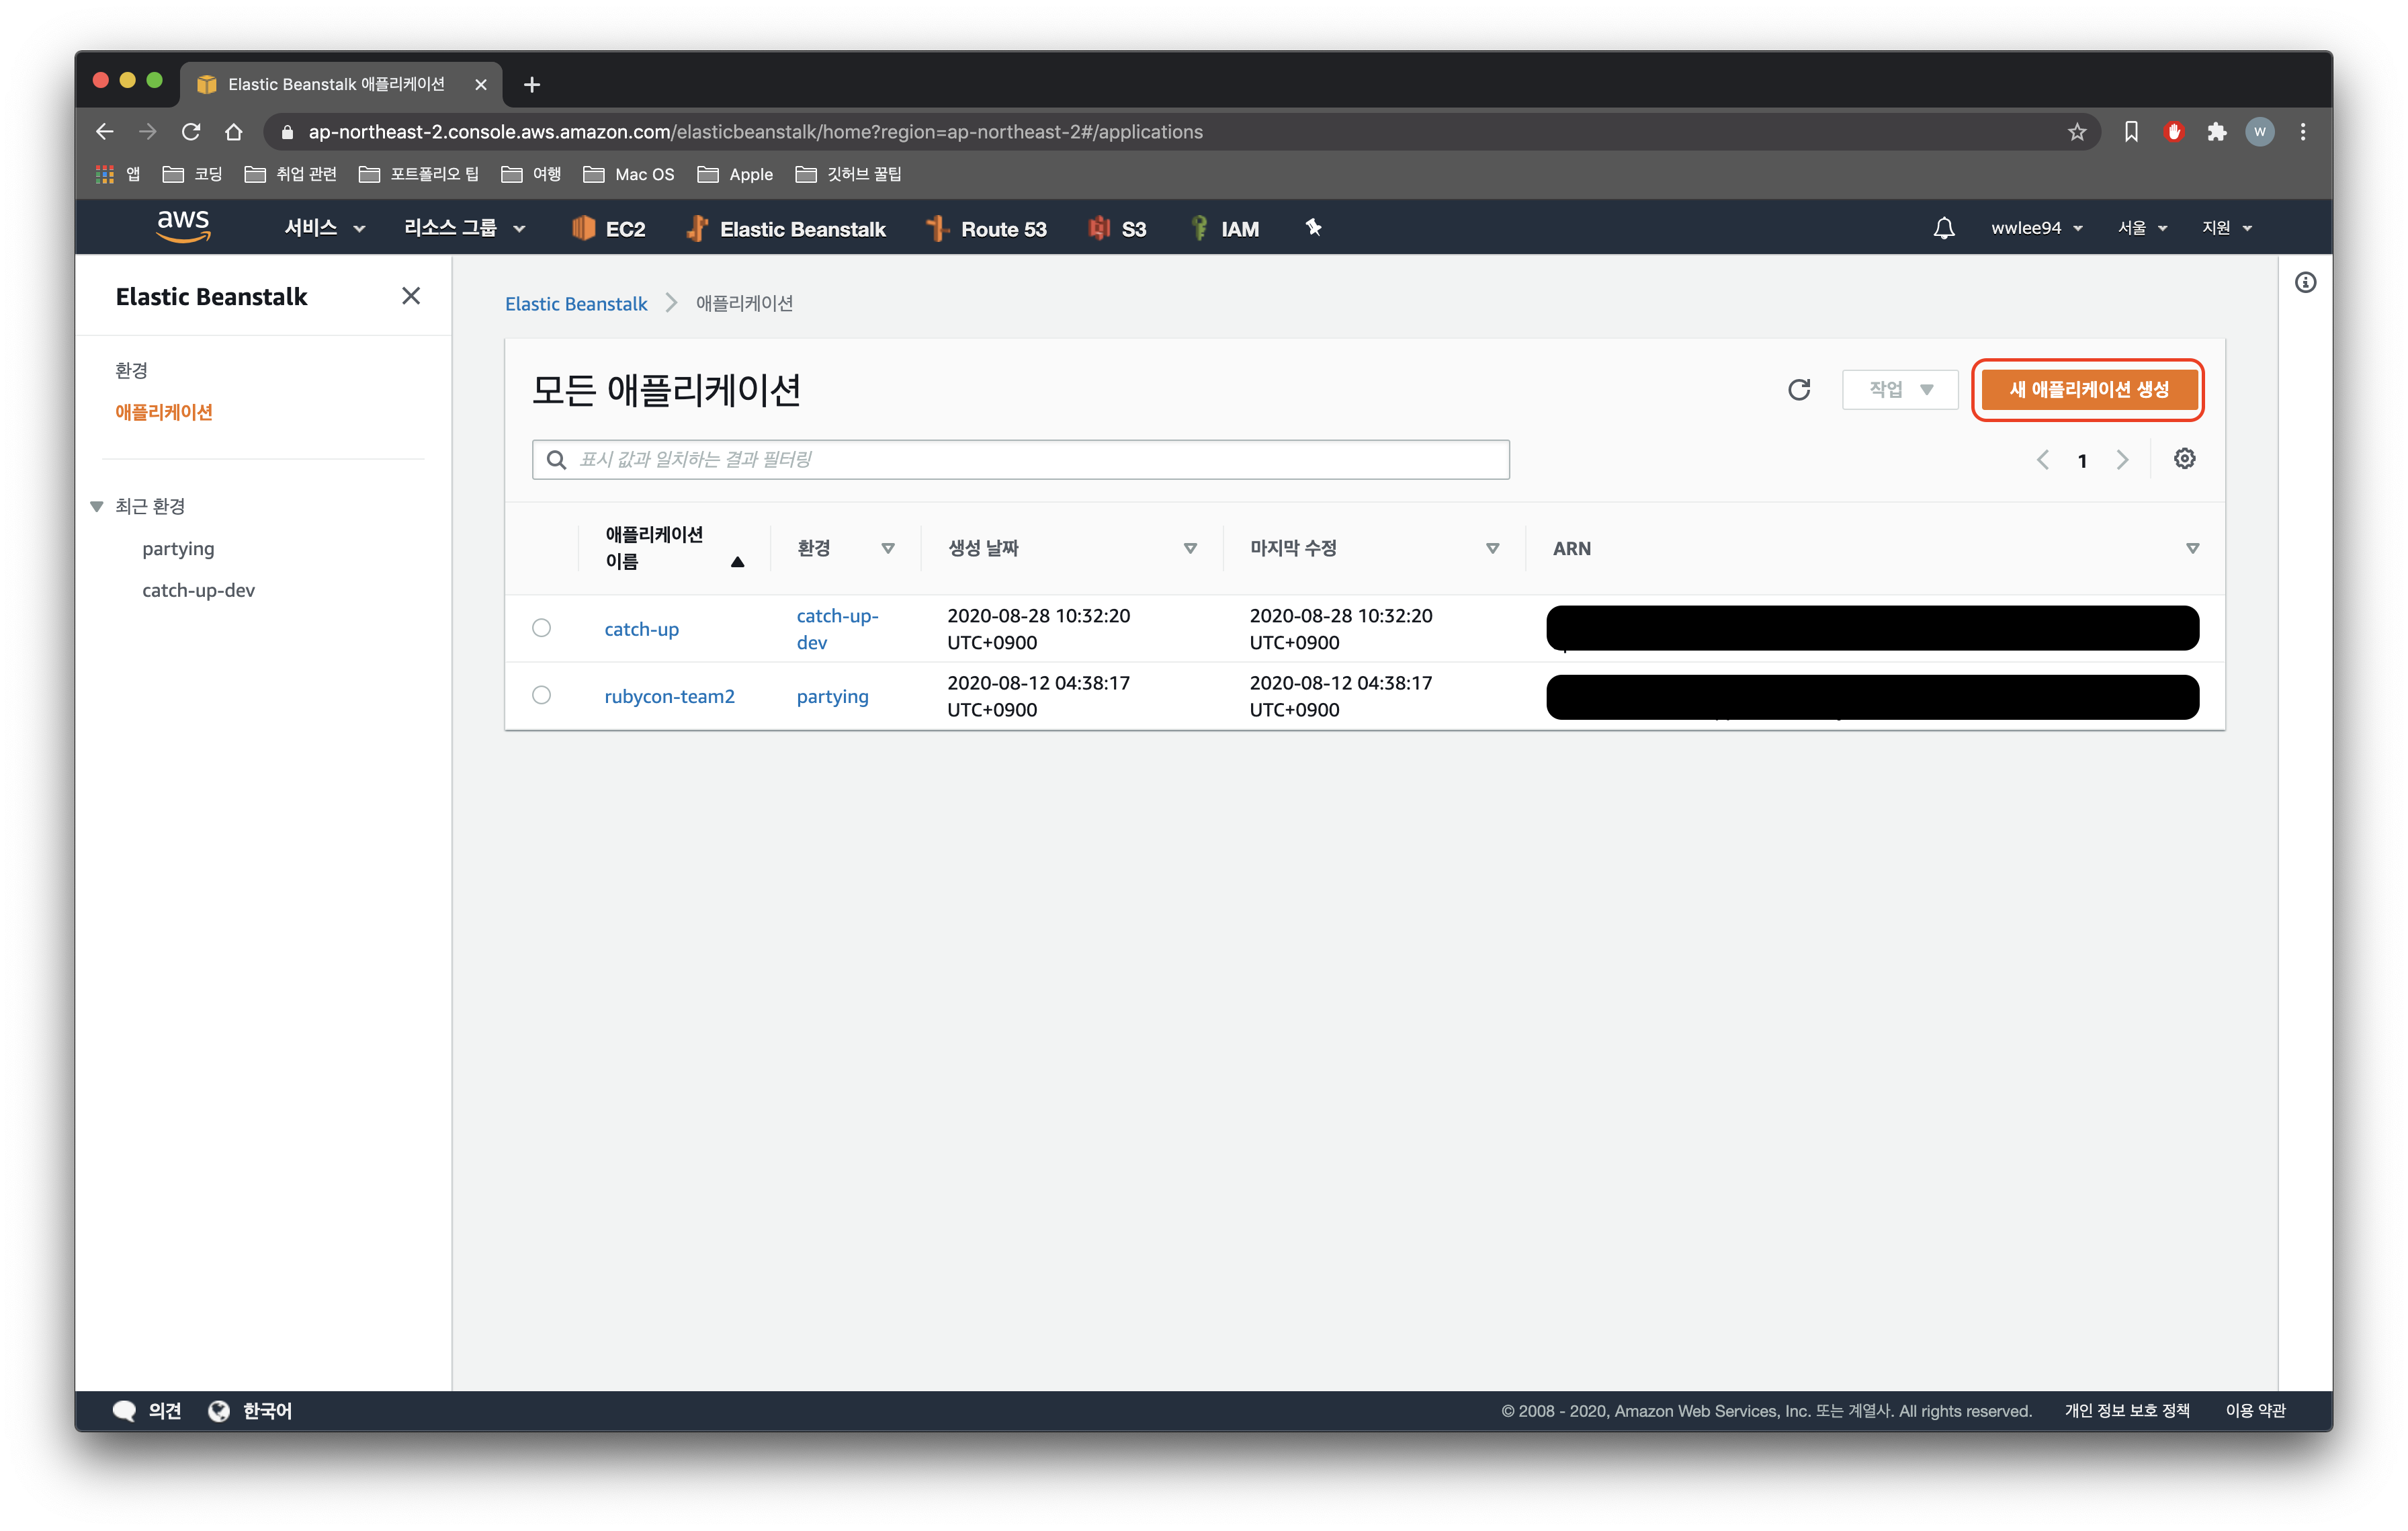 Elastic Beanstalk 애플리케이션
ap-northeast-2.console.aws.amazon.com/elasticbeanstalk/home?region=ap-northeast-2#/applications
W
앱 코딩 취업 관련 포트폴리오 팁 여행 Mac OS Apple 깃허브 꿀팁
aws 서비스 리소스 그룹 EC2 Elastic Beanstalk Route 53 S3 IAM wwlee94 서울 지원
Elastic Beanstalk
환경
애플리케이션
최근 환경
partying
catch-up-dev
Elastic Beanstalk 애플리케이션
모든 애플리케이션
작업
새 애플리케이션 생성
표시 값과 일치하는 결과 필터링
1
애플리케이션
이름
환경
생성 날짜
마지막 수정
ARN
catch-up
catch-up-
dev
2020-08-28 10:32:20
UTC+0900
2020-08-28 10:32:20
UTC+0900
rubycon-team2
partying
2020-08-12 04:38:17
UTC+0900
2020-08-12 04:38:17
UTC+0900
의견 한국어
© 2008 - 2020, Amazon Web Services, Inc. 또는 계열사. All rights reserved. 개인 정보 보호 정책 이용 약관